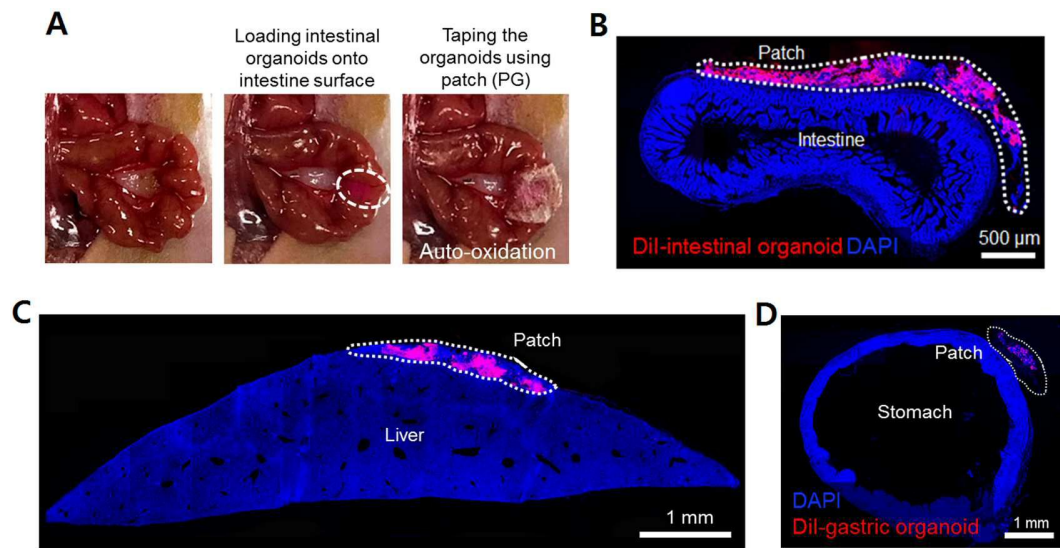 A
Loading intestinal
organoids onto
intestine surface
Taping the
organoids using
patch (PG)
Auto-oxidation
B
Patch
Intestine
DiI-intestinal organoid DAPI
500 μm
C
Patch
Liver
1 mm
D
Patch
Stomach
DAPI
DiI-gastric organoid
1 mm